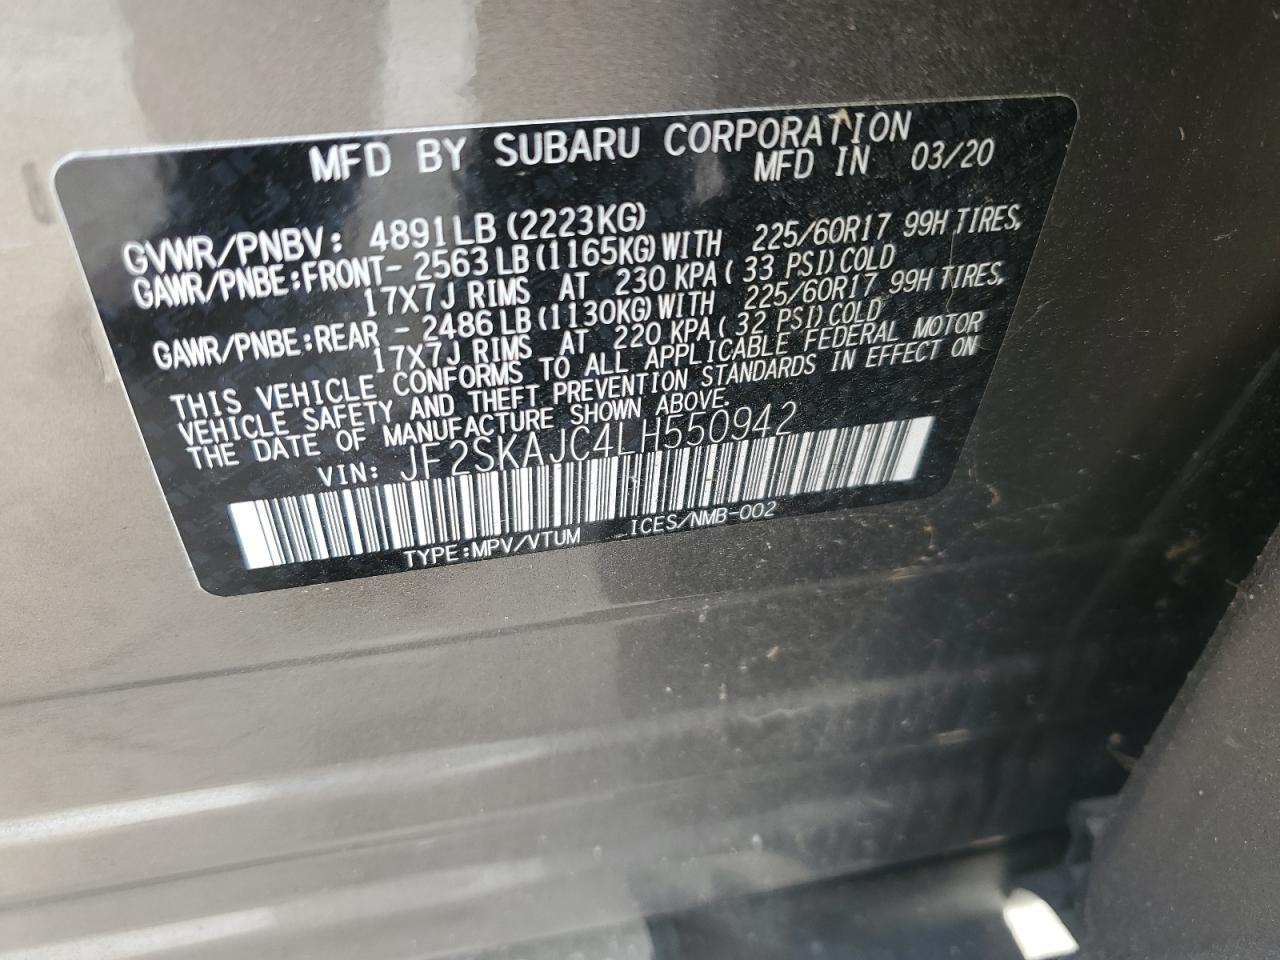 MFD BY SUBARU CORPORATION
MFD IN 03/20
GVWR/PNBV: 4891LB (2223KG)
GAWR/PNBE:FRONT- 2563LB(1165KG)WITH 225/60R17 99H TIRES,
17X7J RIMS AT 230 KPA( 33 PSI)COLD
GAWR/PNBE:REAR - 2486LB(1130KG)WITH 225/60R17 99H TIRES,
17X7J RIMS AT 220 KPA( 32 PSI)COLD
THIS VEHICLE CONFORMS TO ALL APPLICABLE FEDERAL MOTOR
VEHICLE SAFETY AND THEFT PREVENTION STANDARDS IN EFFECT ON
THE DATE OF MANUFACTURE SHOWN ABOVE.
VIN: JF2SKAJC4LH550942
TYPE:MPV/VTUM ICES/NMB-002